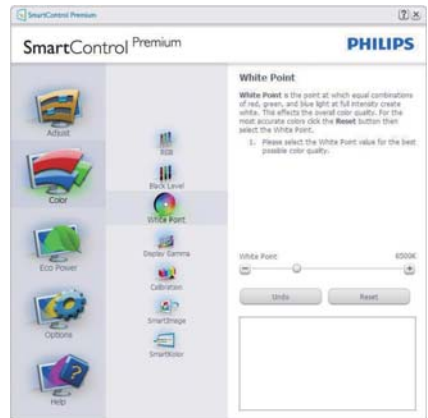 SmartControl Premium
SmartControl Premium
PHILIPS
Adjust
Color
Eco Power
Options
Help
RGB
Black Level
White Point
Display Gamma
Calibration
SmartImage
SmartKolor
White Point
White Point is the point at which equal combinations
of red, green, and blue light at full intensity create
white. This effects the overall color quality. For the
most accurate colors click the Reset button then
select the White Point.
1. Please select the White Point value for the best
possible color quality.
White Point 6500K
Undo Reset